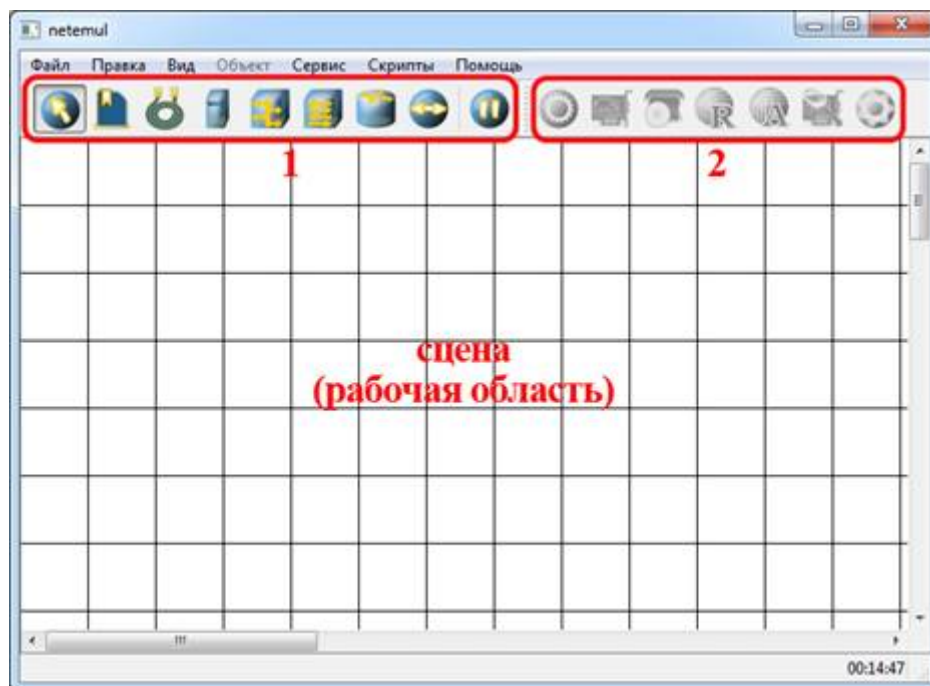 netemul
Файл Правка Вид Объект Сервис Скрипты Помощь
R A
1 2
сцена
(рабочая область)
00:14:47